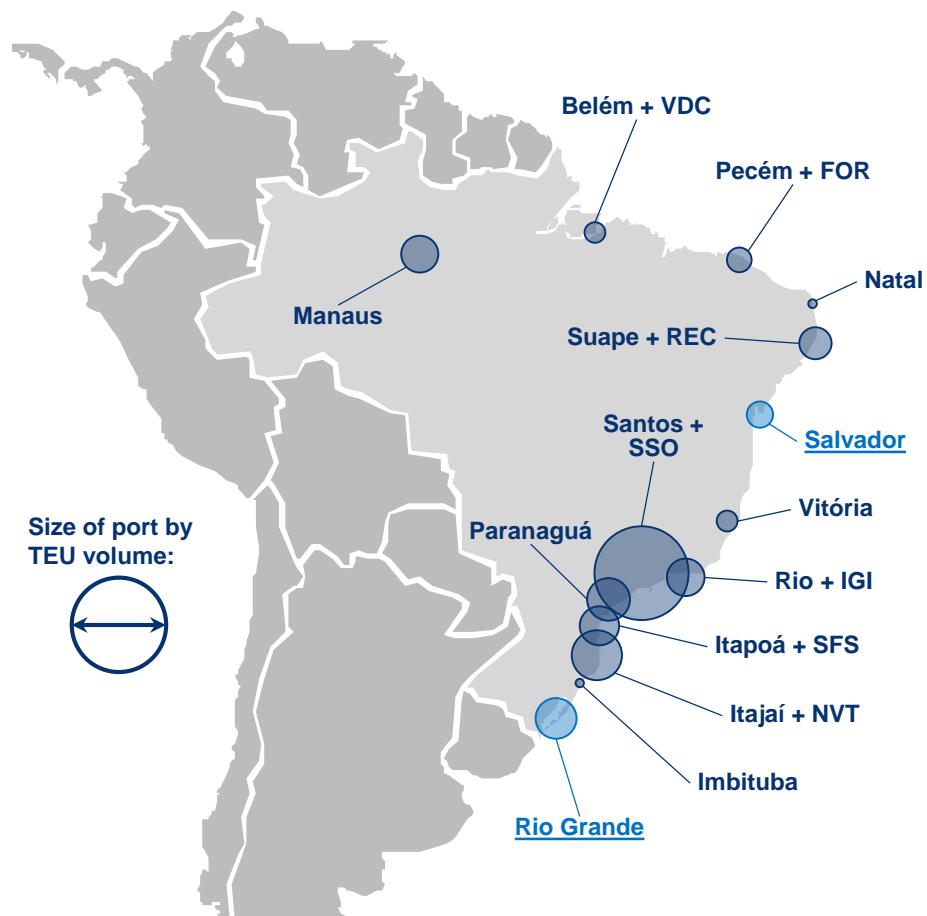 Belém + VDC
Pecém + FOR
Natal
Manaus
Suape + REC
Santos +
SSO
Salvador
Size of port by
TEU volume:
Paranaguá
Vitória
Rio + IGI
Itapoá + SFS
Itajaí + NVT
Imbituba
Rio Grande